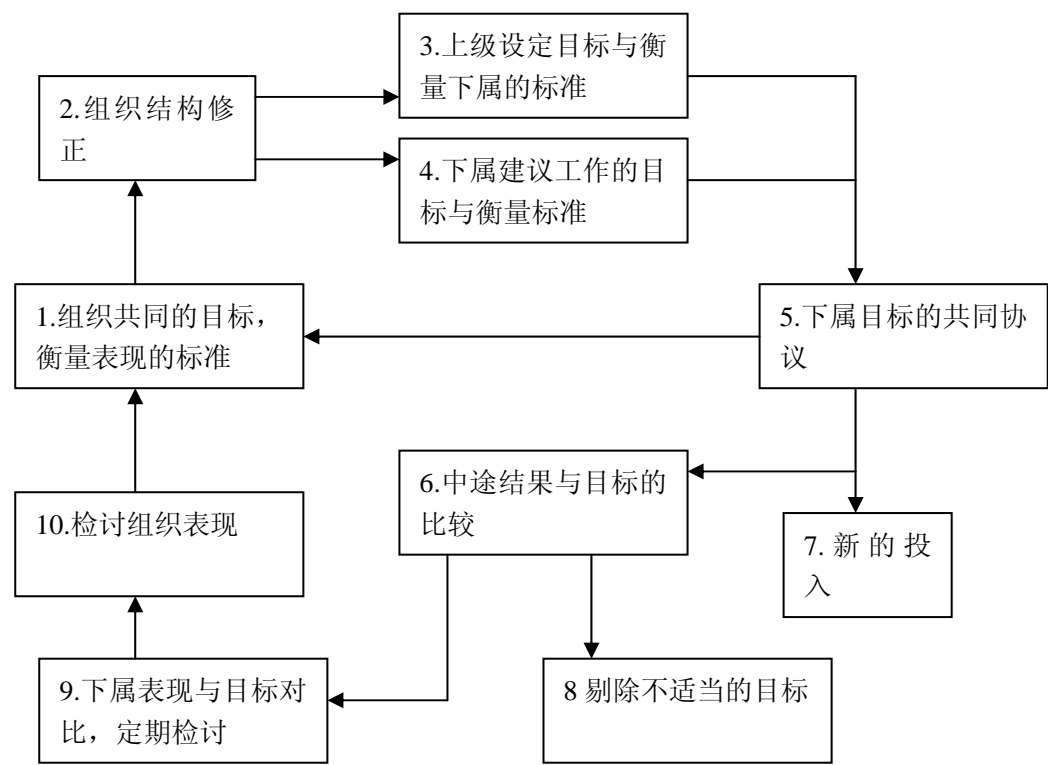 3.上级设定目标与衡
量下属的标准
2.组织结构修
正
4.下属建议工作的目
标与衡量标准
1.组织共同的目标，
衡量表现的标准
5.下属目标的共同协
议
6.中途结果与目标的
比较
10.检讨组织表现
7.新的投
入
9.下属表现与目标对
比，定期检讨
8 剔除不适当的目标